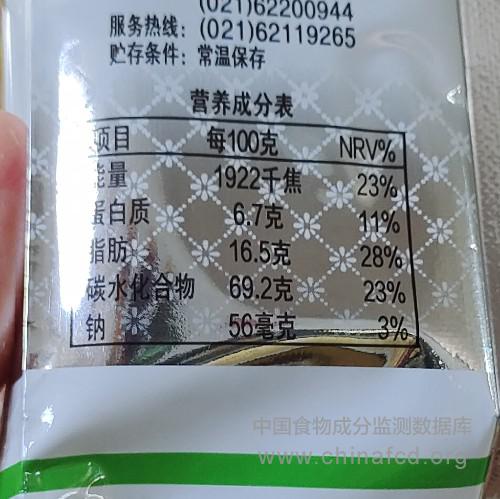 (021)62200944
服务热线: (021)62119265
贮存条件: 常温保存
营养成分表
项目 每100克 NRV%
能量 1922千焦 23%
蛋白质 6.7克 11%
脂肪 16.5克 28%
碳水化合物 69.2克 23%
钠 56毫克 3%
中国食物成分监测数据库
www.chinafcd.org